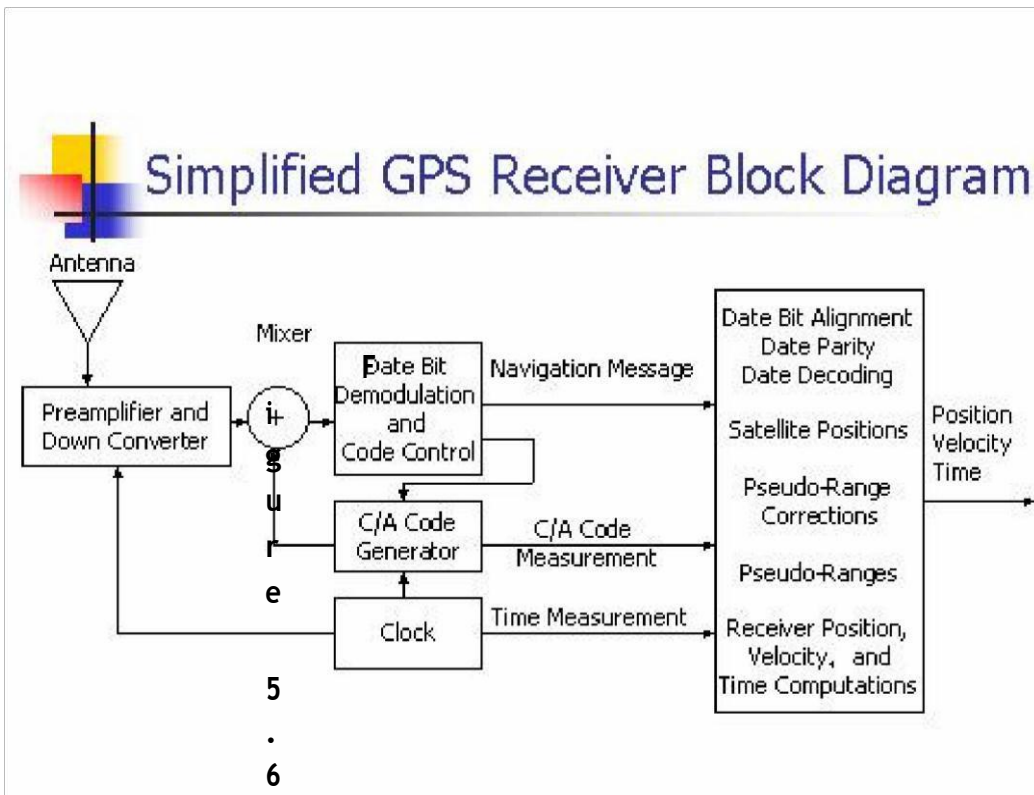 Simplified GPS Receiver Block Diagram
Antenna
Mixer
Preamplifier and
Down Converter
+
Date Bit
Demodulation
and
Code Control
Navigation Message
C/A Code
Generator
C/A Code
Measurement
Clock
Time Measurement
Date Bit Alignment
Date Parity
Date Decoding
Satellite Positions
Pseudo-Range
Corrections
Pseudo-Ranges
Receiver Position,
Velocity, and
Time Computations
Position
Velocity
Time
F
i
g
u
r
e
5
.
6